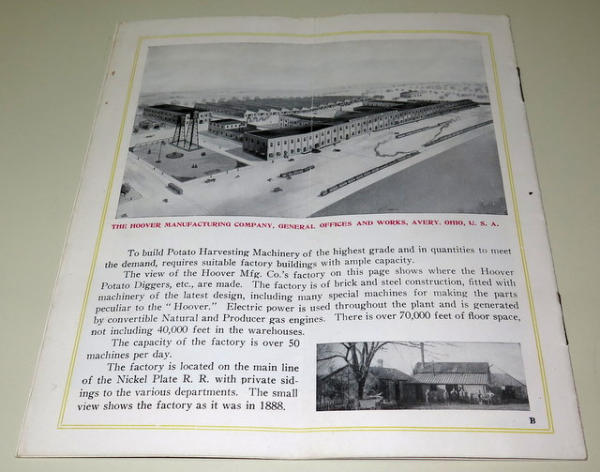 THE HOOVER MANUFACTURING COMPANY, GENERAL OFFICES AND WORKS, AVERY, OHIO, U. S. A.
To build Potato Harvesting Machinery of the highest grade and in quantities to meet
the demand, requires suitable factory buildings with ample capacity.
The view of the Hoover Mfg. Co.'s factory on this page shows where the Hoover
Potato Diggers, etc., are made. The factory is of brick and steel construction, fitted with
machinery of the latest design, including many special machines for making the parts
peculiar to the "Hoover." Electric power is used throughout the plant and is generated
by convertible Natural and Producer gas engines. There is over 70,000 feet of floor space,
not including 40,000 feet in the warehouses.
The capacity of the factory is over 50
machines per day.
The factory is located on the main line
of the Nickel Plate R. R. with private sid-
ings to the various departments. The small
view shows the factory as it was in 1888.
B